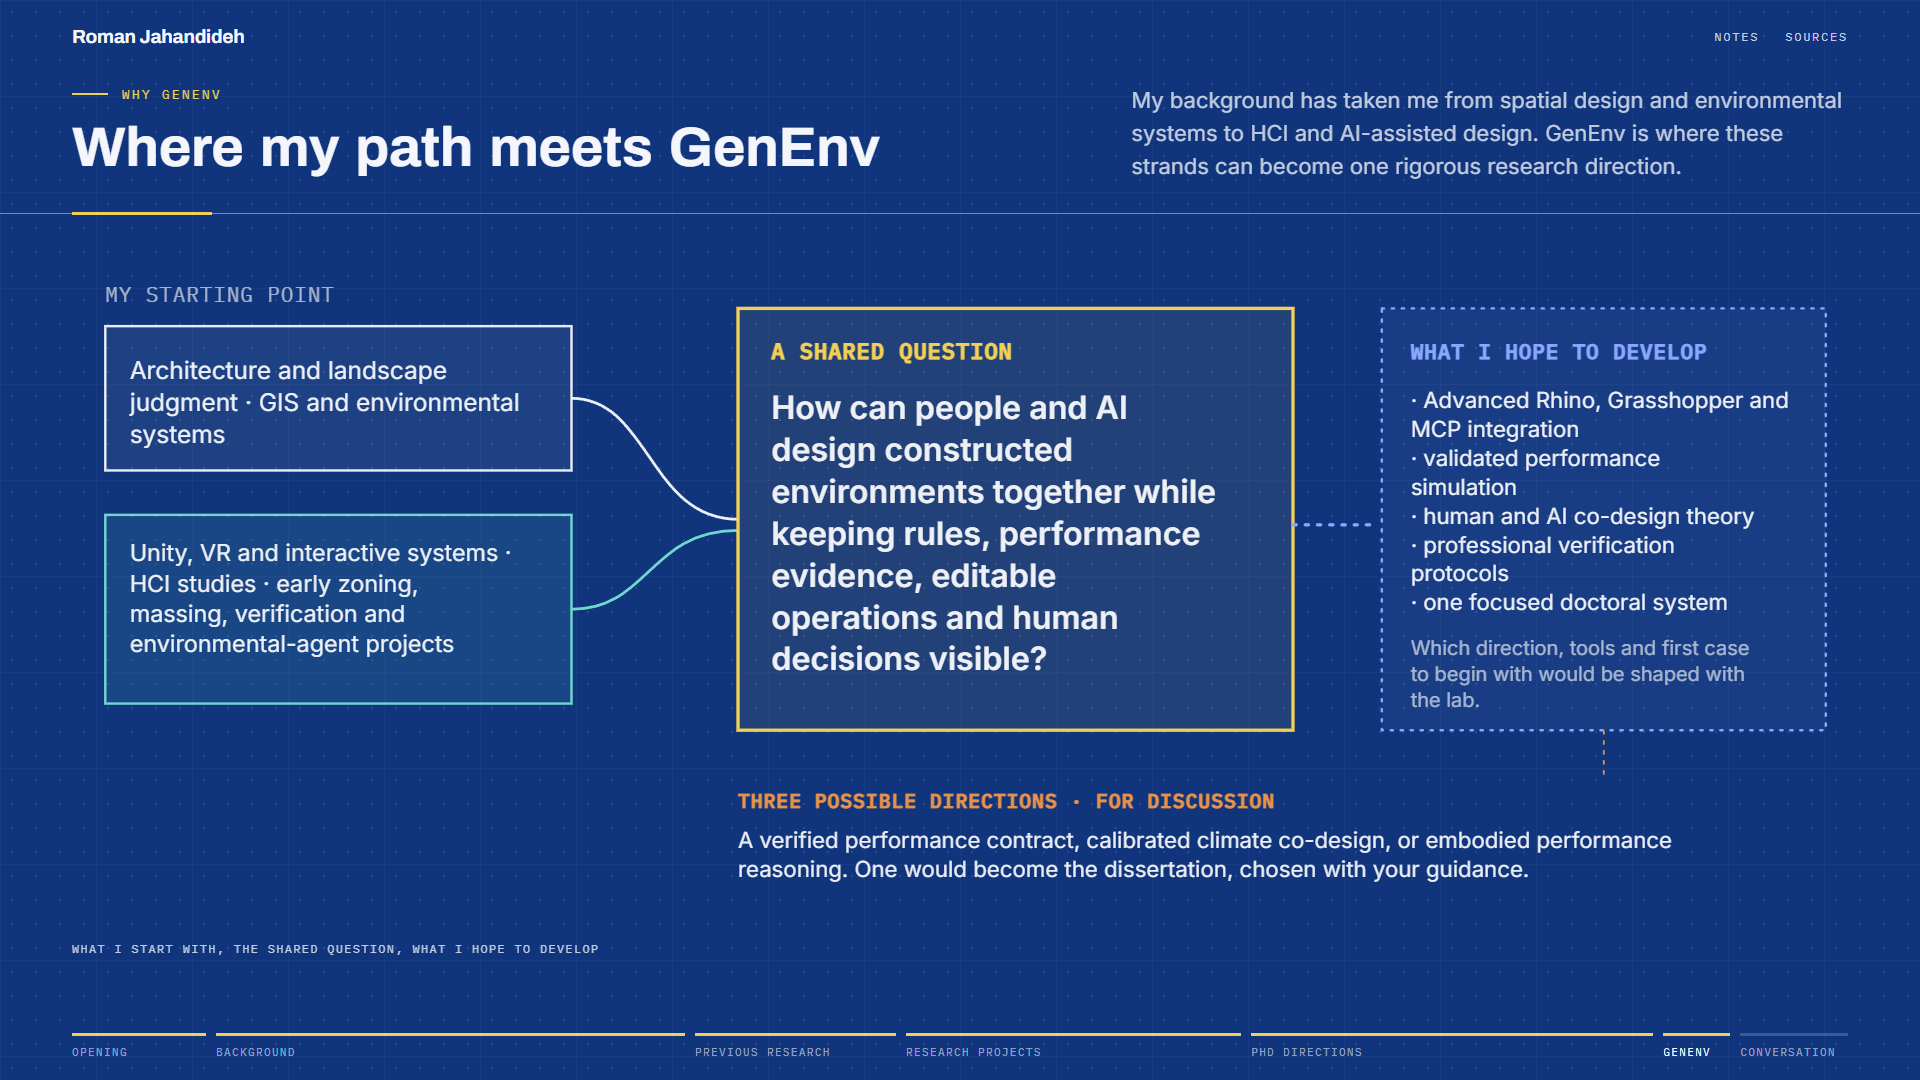 Roman Jahandideh
NOTES
SOURCES
WHY GENENV
Where my path meets GenEnv
My background has taken me from spatial design and environmental
systems to HCI and AI-assisted design. GenEnv is where these
strands can become one rigorous research direction.
MY STARTING POINT
Architecture and landscape
judgment · GIS and environmental
systems
Unity, VR and interactive systems ·
HCI studies · early zoning,
massing, verification and
environmental-agent projects
A SHARED QUESTION
How can people and AI
design constructed
environments together while
keeping rules, performance
evidence, editable
operations and human
decisions visible?
WHAT I HOPE TO DEVELOP
· Advanced Rhino, Grasshopper and
MCP integration
· validated performance
simulation
· human and AI co-design theory
· professional verification
protocols
· one focused doctoral system
Which direction, tools and first case
to begin with would be shaped with
the lab.
THREE POSSIBLE DIRECTIONS · FOR DISCUSSION
A verified performance contract, calibrated climate co-design, or embodied performance
reasoning. One would become the dissertation, chosen with your guidance.
WHAT I START WITH, THE SHARED QUESTION, WHAT I HOPE TO DEVELOP
OPENING
BACKGROUND
PREVIOUS RESEARCH
RESEARCH PROJECTS
PHD DIRECTIONS
GENENV
CONVERSATION